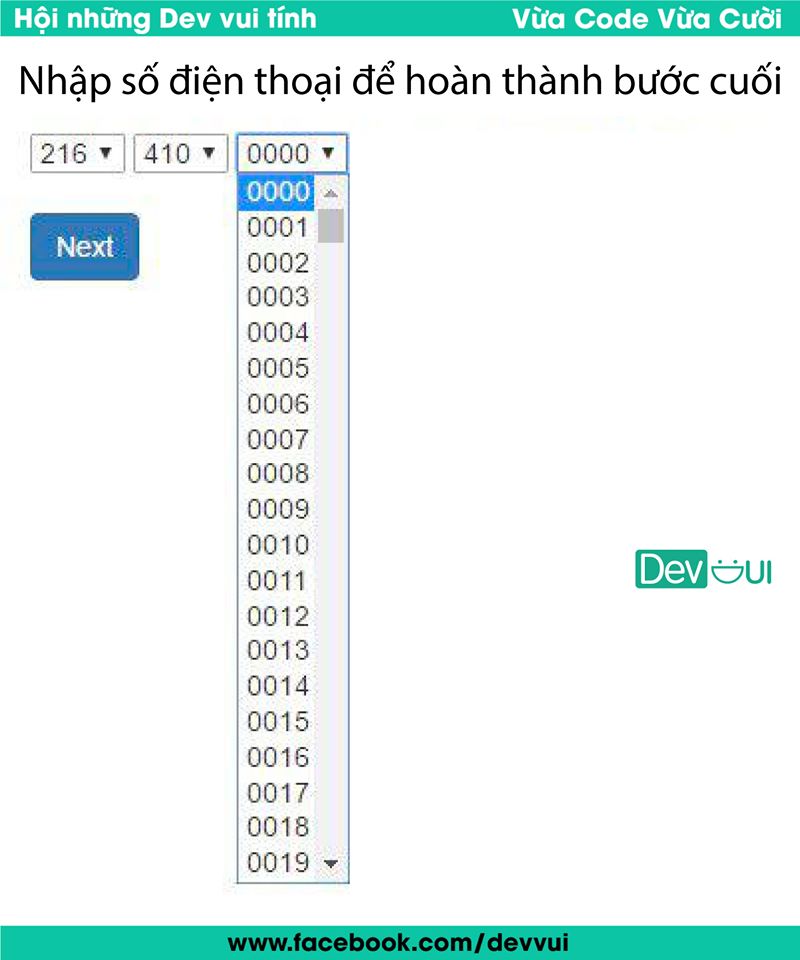 Hội những Dev vui tính
Vừa Code Vừa Cười
Nhập số điện thoại để hoàn thành bước cuối
216 ▼ 410 ▼ 0000 ▼
0000
0001
Next
0002
0003
0004
0005
0006
0007
0008
0009
0010
0011
DevUI
0012
0013
0014
0015
0016
0017
0018
0019
www.facebook.com/devvui